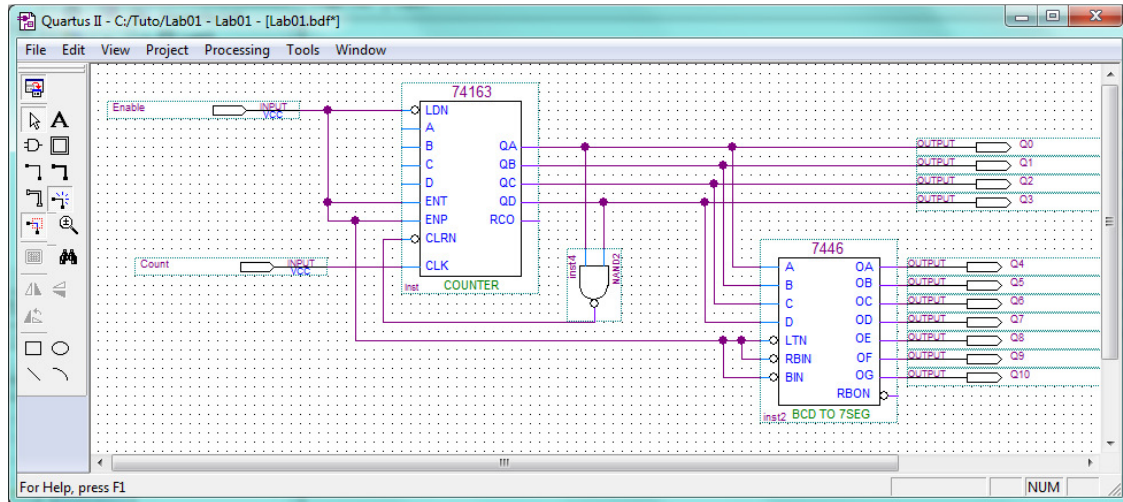 Quartus II - C:/Tuto/Lab01 - Lab01 - [Lab01.bdf*]
File Edit View Project Processing Tools Window
74163
Enable INPUT VCC
LDN
A
B QA
C QB
D QC
ENT QD
ENP RCO
CLRN
CLK
inst COUNTER
Count INPUT VCC
inst4 NAND2
OUTPUT Q0
OUTPUT Q1
OUTPUT Q2
OUTPUT Q3
7446
A OA
B OB
C OC
D OD
LTN OE
RBIN OF
BIN OG
RBON
inst2 BCD TO 7SEG
OUTPUT Q4
OUTPUT Q5
OUTPUT Q6
OUTPUT Q7
OUTPUT Q8
OUTPUT Q9
OUTPUT Q10
A
For Help, press F1
NUM